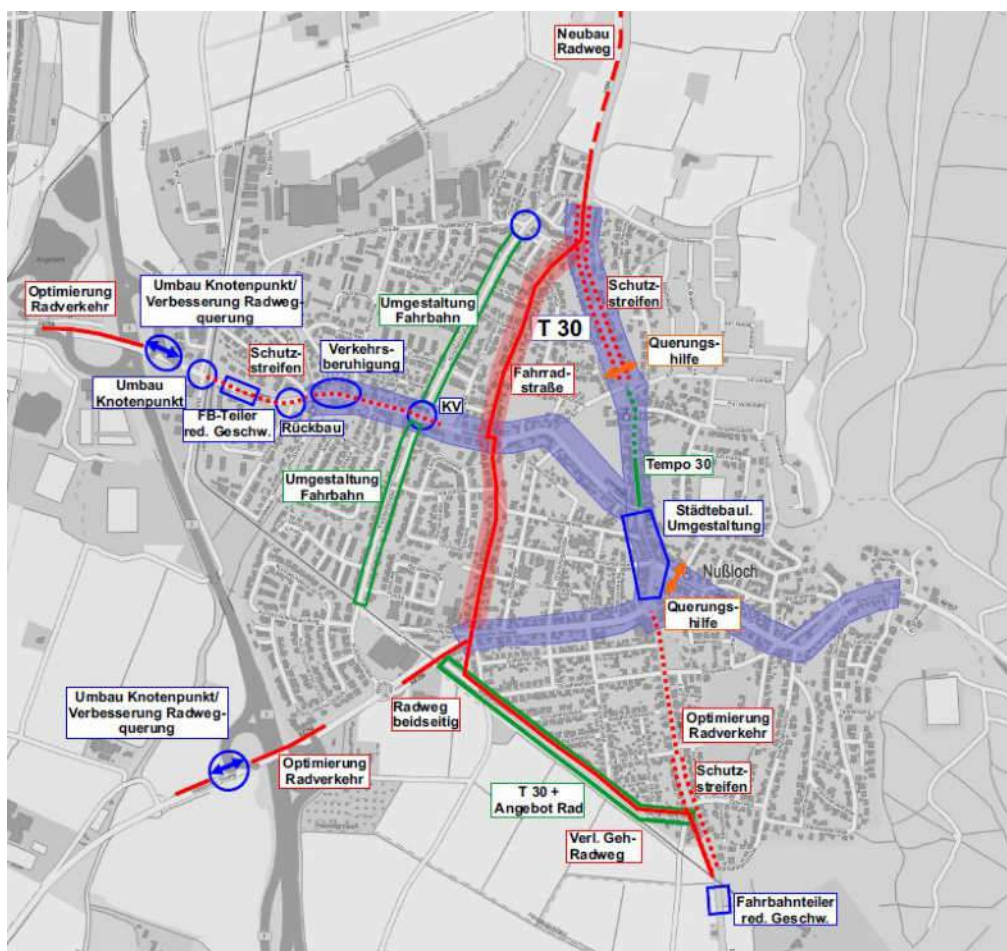 Neubau
Radweg
Umbau Knotenpunkt/
Verbesserung Radweg-
querung
Optimierung
Radverkehr
Umgestaltung
Fahrbahn
Schutz-
streifen
T 30
Querungs-
hilfe
Schutz-
streifen
Verkehrs-
beruhigung
Fahrrad-
straße
Umbau
Knotenpunkt
FB-Teiler
red. Geschw.
Rückbau
KV
Umgestaltung
Fahrbahn
Tempo 30
Städtebaul.
Umgestaltung
Nußloch
Querungs-
hilfe
Umbau Knotenpunkt/
Verbesserung Radweg-
querung
Radweg
beidseitig
Optimierung
Radverkehr
Optimierung
Radverkehr
Schutz-
streifen
T 30 +
Angebot Rad
Verl. Geh-
Radweg
Fahrbahnteiler
red. Geschw.